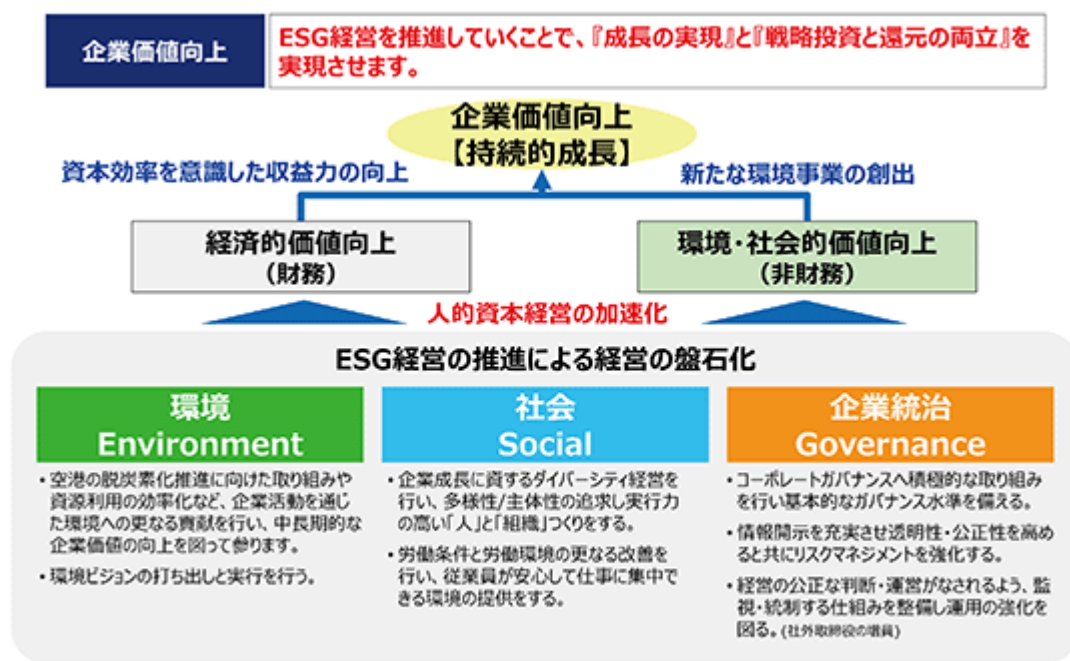 企業価値向上
ESG経営を推進していくことで、『成長の実現』と『戦略投資と還元の両立』を
実現させます。
企業価値向上
【持続的成長】
資本効率を意識した収益力の向上
新たな環境事業の創出
経済的価値向上
（財務）
環境・社会的価値向上
（非財務）
人的資本経営の加速化
ESG経営の推進による経営の盤石化
環境
Environment
・空港の脱炭素化推進に向けた取り組みや
資源利用の効率化など、企業活動を通じ
た環境への更なる貢献を行い、中長期的な
企業価値の向上を図って参ります。
・環境ビジョンの打ち出しと実行を行う。
社会
Social
・企業成長に資するダイバーシティ経営を
行い、多様性/主体性の追求し実行力
の高い「人」と「組織」つくりをする。
・労働条件と労働環境の更なる改善を
行い、従業員が安心して仕事に集中で
きる環境の提供をする。
企業統治
Governance
・コーポレートガバナンスへ積極的な取り組み
を行い基本的なガバナンス水準を備える。
・情報開示を充実させ透明性・公正性を高め
ると共にリスクマネジメントを強化する。
・経営の公正な判断・運営がなされるよう、監
視・統制する仕組みを整備し運用の強化を
図る。(社外取締役の増員)